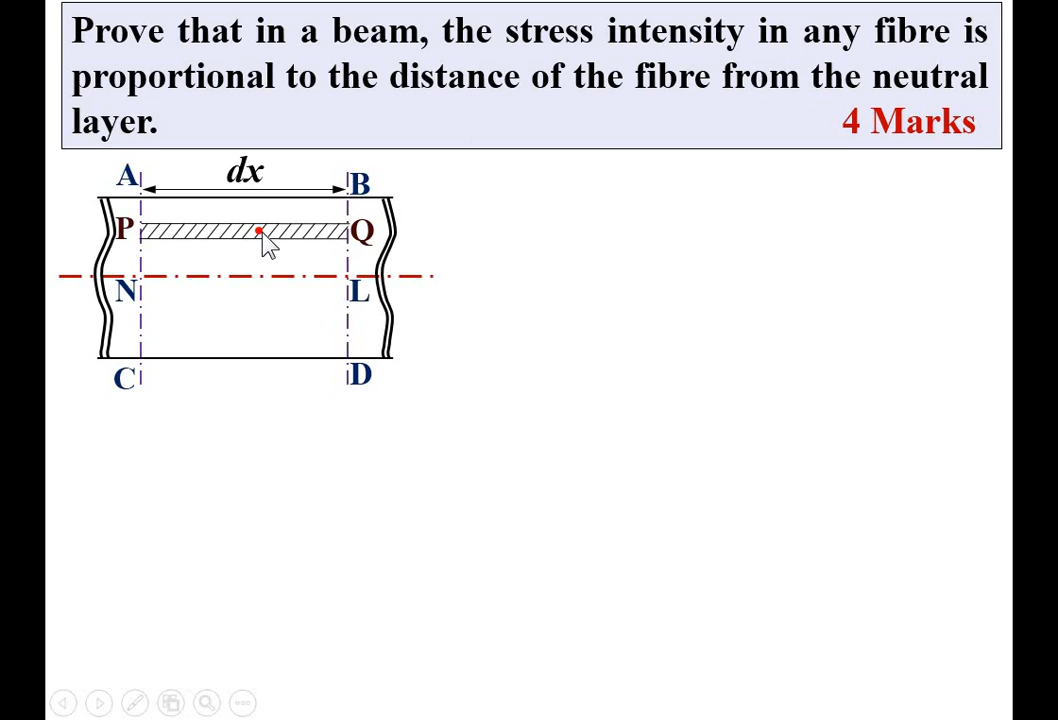 Prove that in a beam, the stress intensity in any fibre is
proportional to the distance of the fibre from the neutral
layer. 4 Marks
A dx B
P Q
N L
C D